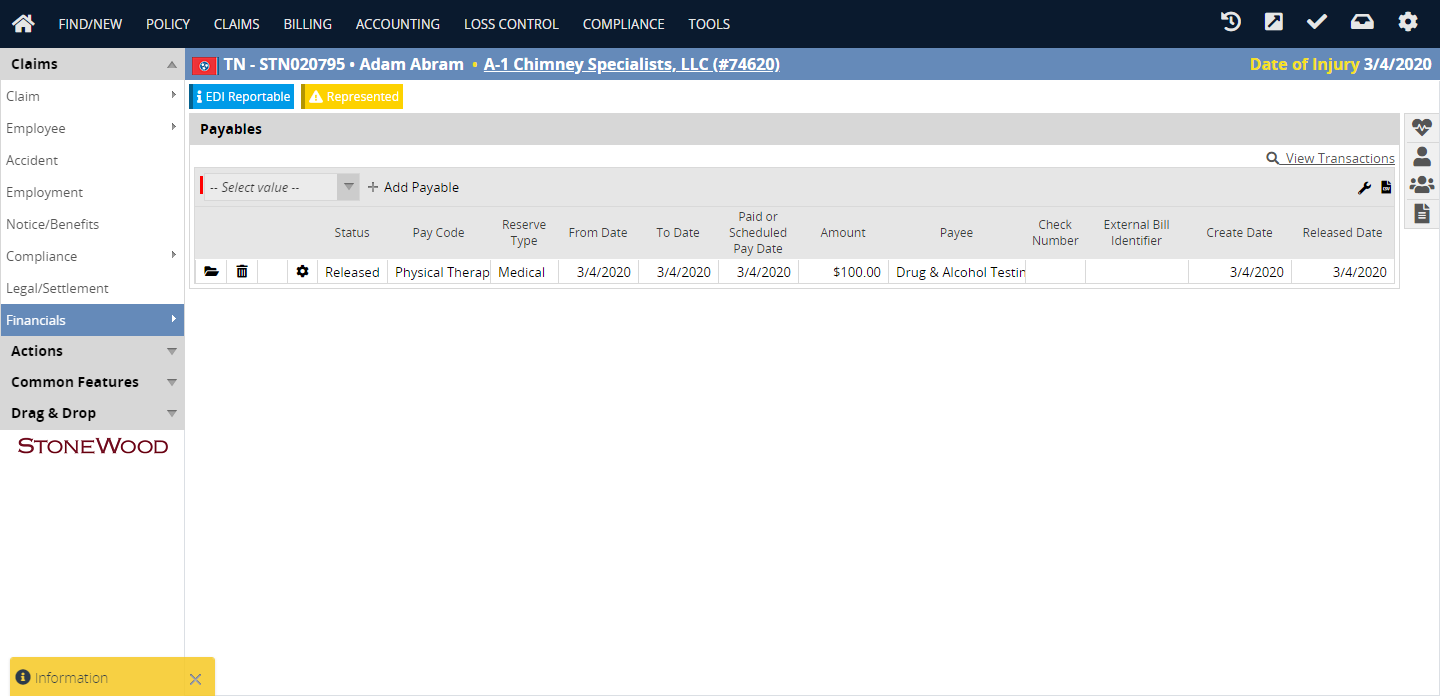 FIND/NEW POLICY CLAIMS BILLING ACCOUNTING LOSS CONTROL COMPLIANCE TOOLS
Claims
TN - STN020795 • Adam Abram • A-1 Chimney Specialists, LLC (#74620)
Date of Injury 3/4/2020
Claim
Employee
Accident
Employment
Notice/Benefits
Compliance
Legal/Settlement
Financials
Actions
Common Features
Drag & Drop
STONEWOOD
EDI Reportable
Represented
Payables
View Transactions
-- Select value --
Add Payable
Status
Pay Code
Reserve
Type
From Date
To Date
Paid or
Scheduled
Pay Date
Amount
Payee
Check
Number
External Bill
Identifier
Create Date
Released Date
Released Physical Therap Medical 3/4/2020 3/4/2020 3/4/2020 $100.00 Drug & Alcohol Testin 3/4/2020 3/4/2020
Information